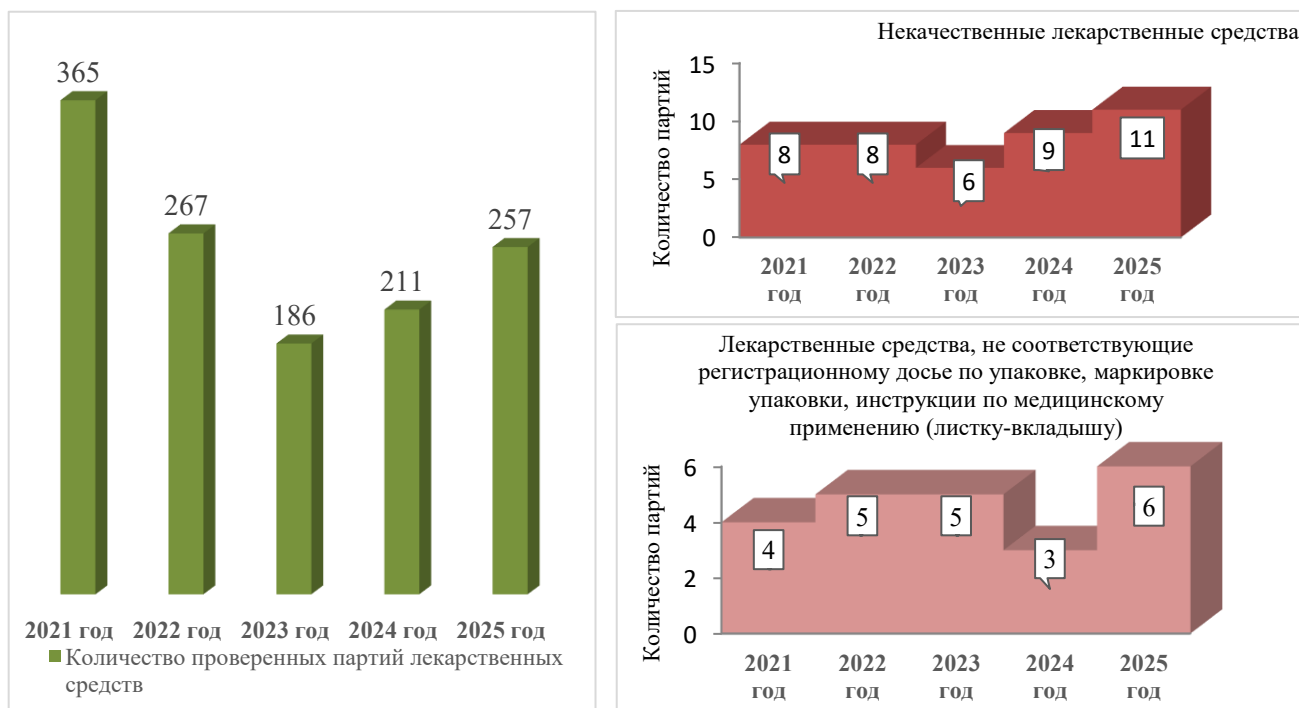 365
267
186
211
257
2021 год 2022 год 2023 год 2024 год 2025 год
Количество проверенных партий лекарственных
средств
Некачественные лекарственные средства
Количество партий
15
10
5
0
8
8
6
9
11
2021 2022 2023 2024 2025
год год год год год
Лекарственные средства, не соответствующие
регистрационному досье по упаковке, маркировке
упаковки, инструкции по медицинскому
применению (листку-вкладышу)
Количество партий
6
4
2
0
4
5
5
3
6
2021 2022 2023 2024 2025
год год год год год